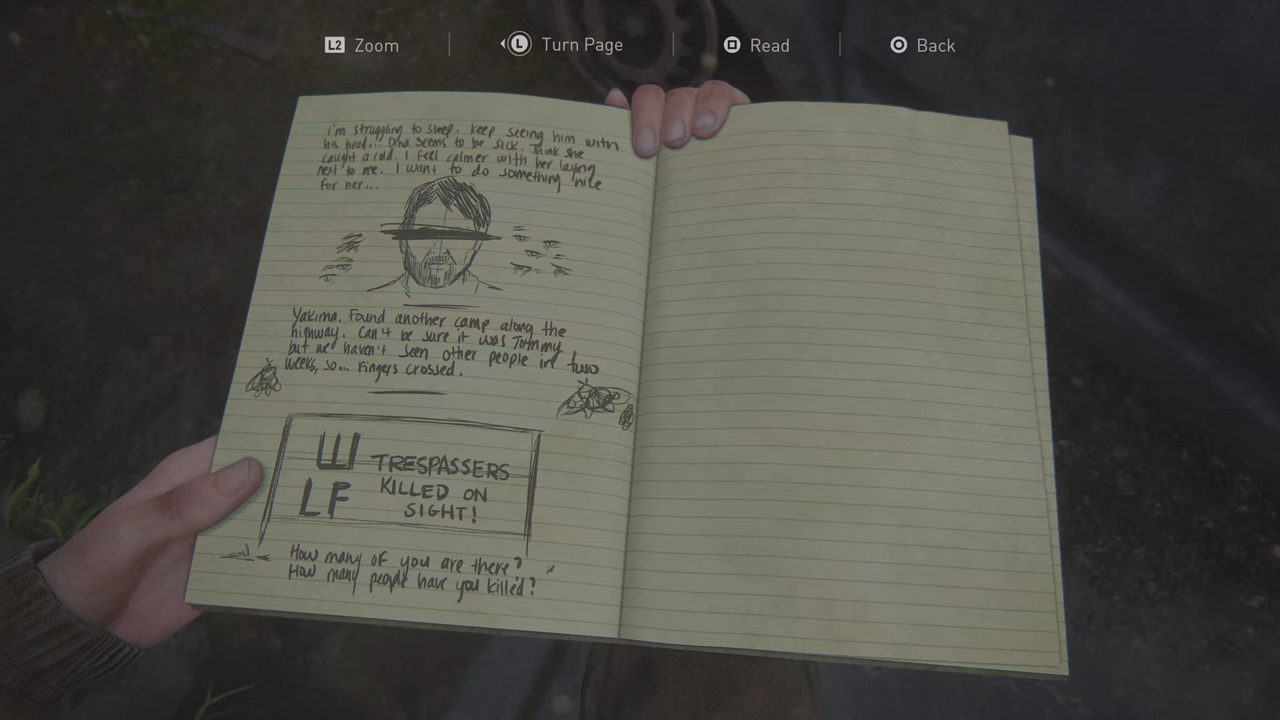 L2 Zoom
L Turn Page
Read
Back
I'm struggling to sleep. Keep seeing him with
his head... Dina seems to be sick. Think she
caught a cold. I feel calmer with her laying
next to me. I want to do something nice
for her...
Yakima. Found another camp along the
highway. Can't be sure it was Tommy
but we haven't seen other people in two
weeks, so... Fingers crossed.
W
LF
TRESPASSERS
KILLED ON
SIGHT!
How many of you are there?
How many people have you killed?